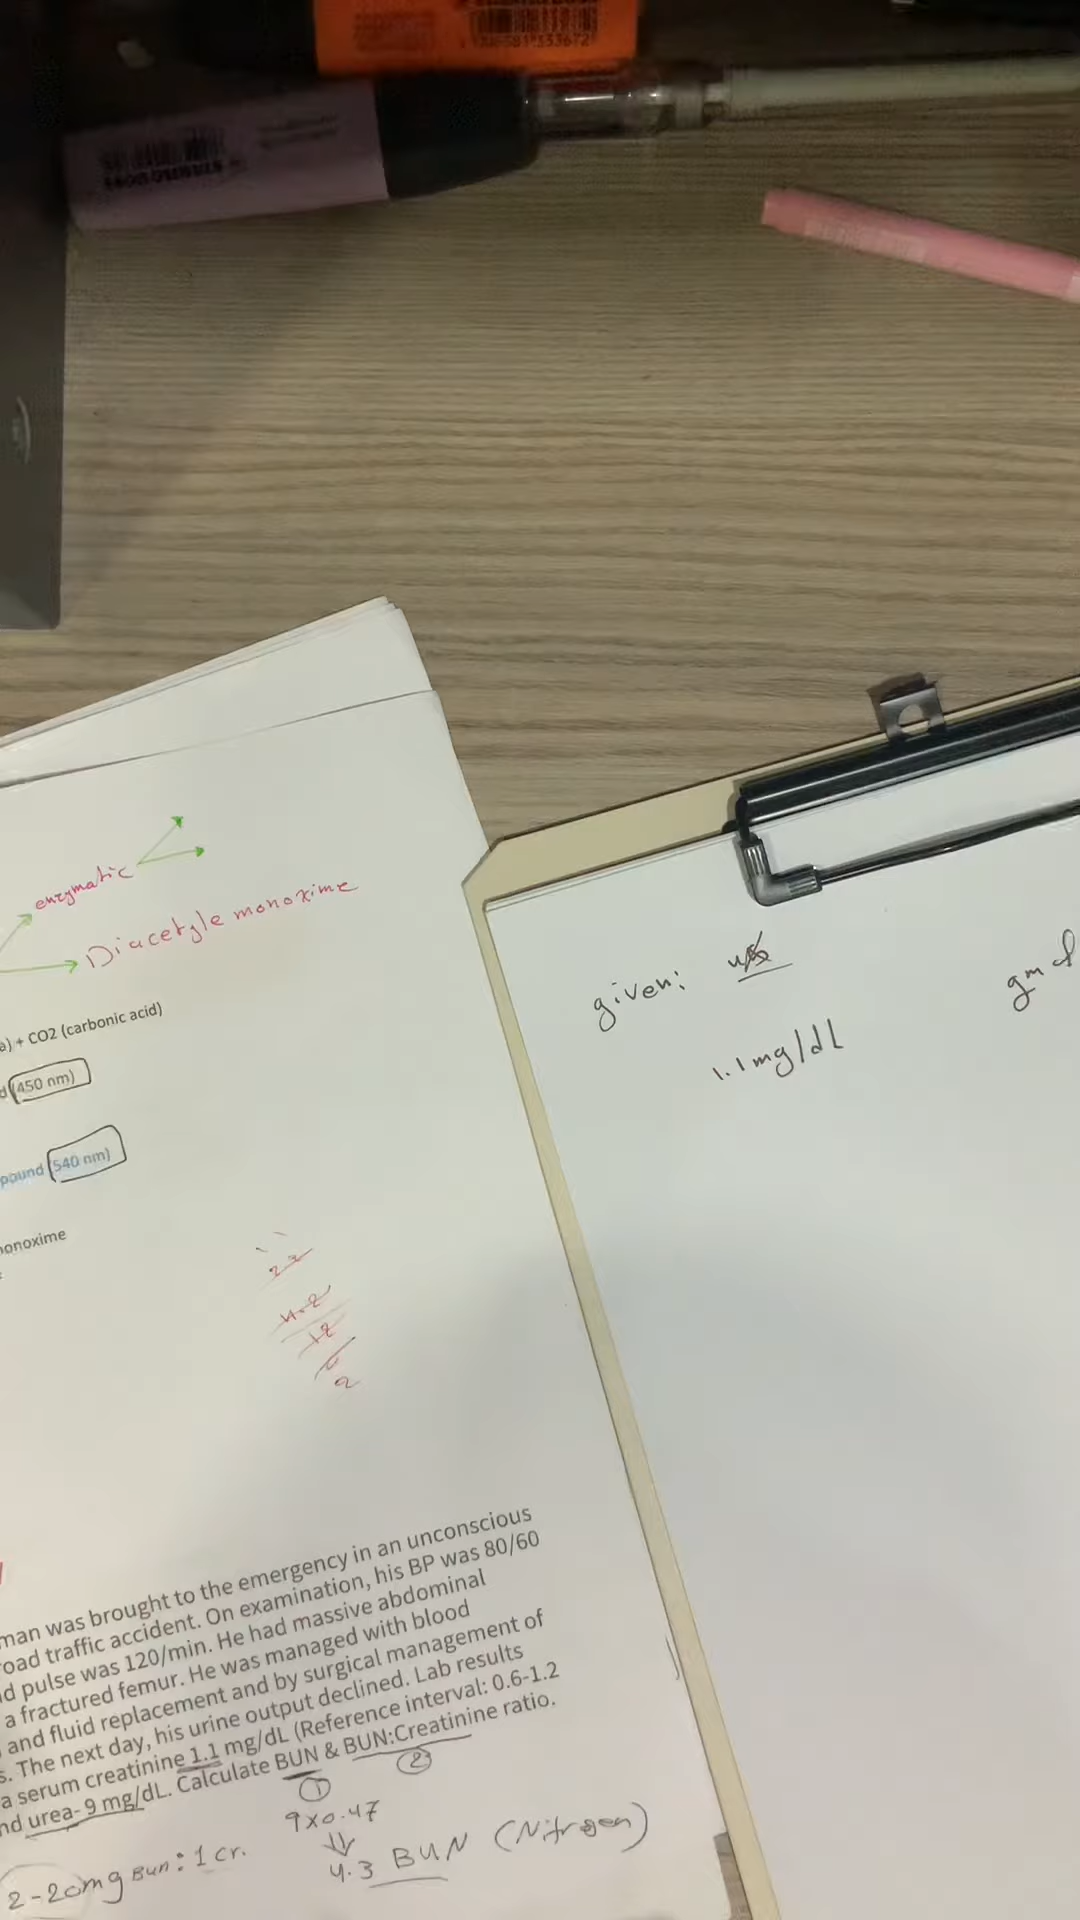 enzymatic
Diacetyle monoxime
a) + CO2 (carbonic acid)
d (450 nm)
pound (540 nm)
monoxime
man was brought to the emergency in an unconscious
road traffic accident. On examination, his BP was 80/60
d pulse was 120/min. He had massive abdominal
a fractured femur. He was managed with blood
and fluid replacement and by surgical management of
s. The next day, his urine output declined. Lab results
a serum creatinine 1.1 mg/dL (Reference interval: 0.6-1.2
nd urea- 9 mg/dL. Calculate BUN & BUN:Creatinine ratio.
1
2
9x0.47
4.3 BUN (Nitrogen)
2-20mg Bun: 1 cr.
given:
1.1 mg/dL
gm